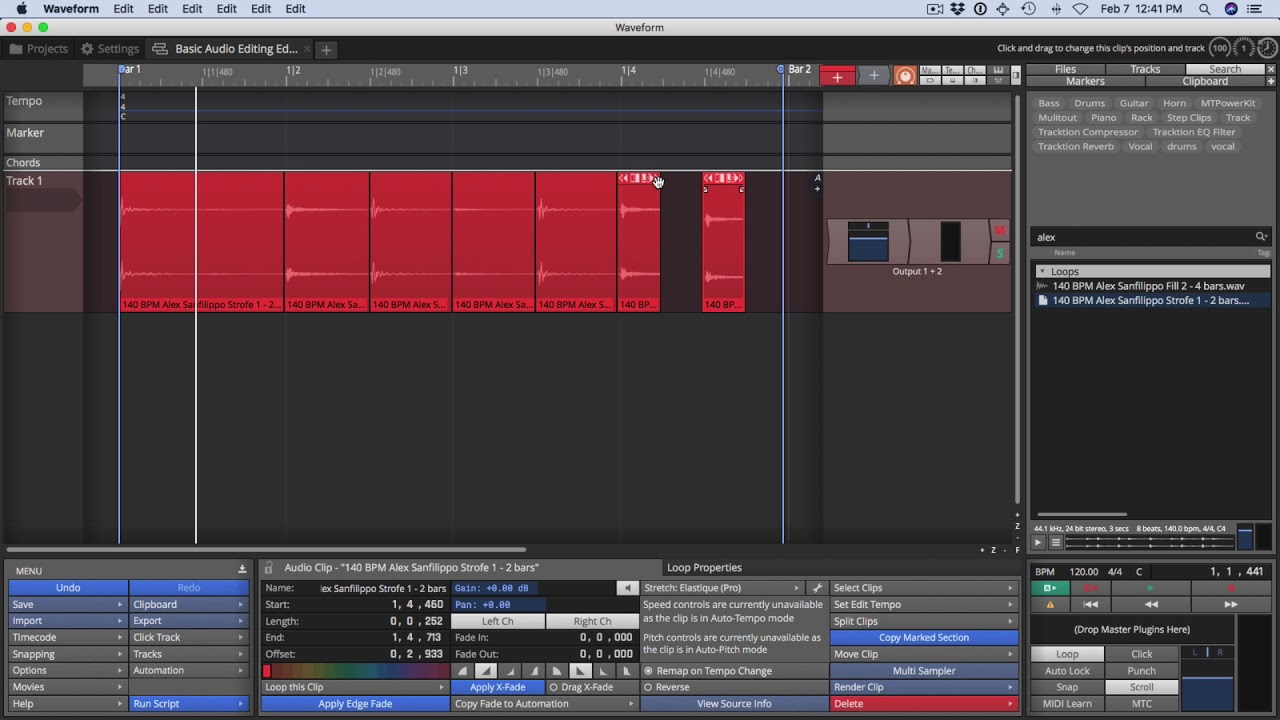 Waveform Edit Edit Edit Edit Edit Edit Feb 7 12:41 PM
Waveform
Projects Settings Basic Audio Editing Ed... × + Click and drag to change this clip's position and track 100 1
Bar 1 1|1|480 1|2 1|2|480 1|3 1|3|480 1|4 1|4|480 Bar 2 + + Ma... Te... Ch...
Files Tracks Search
Markers Clipboard
Tempo
4
4
C
Marker
Chords
Track 1
A
+
M
S
Output 1 + 2
140 BPM Alex Sanfilippo Strofe 1 - 2... 140 BPM Alex Sa... 140 BPM Alex S... 140 BPM Alex S... 140 BPM Alex S... 140 BP... 140 BP...
Bass Drums Guitar Horn MTPowerKit
Mulitout Piano Rack Step Clips Track
Tracktion Compressor Tracktion EQ Filter
Tracktion Reverb Vocal drums vocal
alex
Name Tag:
Loops
140 BPM Alex Sanfilippo Fill 2 - 4 bars.wav
140 BPM Alex Sanfilippo Strofe 1 - 2 bars....
Z
Z F
44.1 kHz, 24 bit stereo, 3 secs 8 beats, 140.0 bpm, 4/4, C4
MENU
Undo Redo
Save Clipboard
Import Export
Timecode Click Track
Snapping Tracks
Options Automation
Movies
Help Run Script
Audio Clip - "140 BPM Alex Sanfilippo Strofe 1 - 2 bars" Loop Properties
Name: ‹ex Sanfilippo Strofe 1 - 2 bars Gain: +0.00 dB Stretch: Elastique (Pro) Select Clips
Start: 1, 4 ,460 Pan: +0.00 Speed controls are currently unavailable as the clip is in Auto-Tempo mode Set Edit Tempo
Length: 0, 0 ,252 Left Ch Right Ch Split Clips
End: 1, 4 ,713 Fade In: 0, 0,000 Pitch controls are currently unavailable as the clip is in Auto-Pitch mode Copy Marked Section
Offset: 0, 2 ,933 Fade Out: 0, 0,000 Move Clip
Remap on Tempo Change Multi Sampler
Loop this Clip Apply X-Fade Drag X-Fade Reverse Render Clip
Apply Edge Fade Copy Fade to Automation View Source Info Delete
BPM 120.00 4/4 C 1, 1 ,441
(Drop Master Plugins Here)
Loop Click L R
Auto Lock Punch
Snap Scroll
MIDI Learn MTC